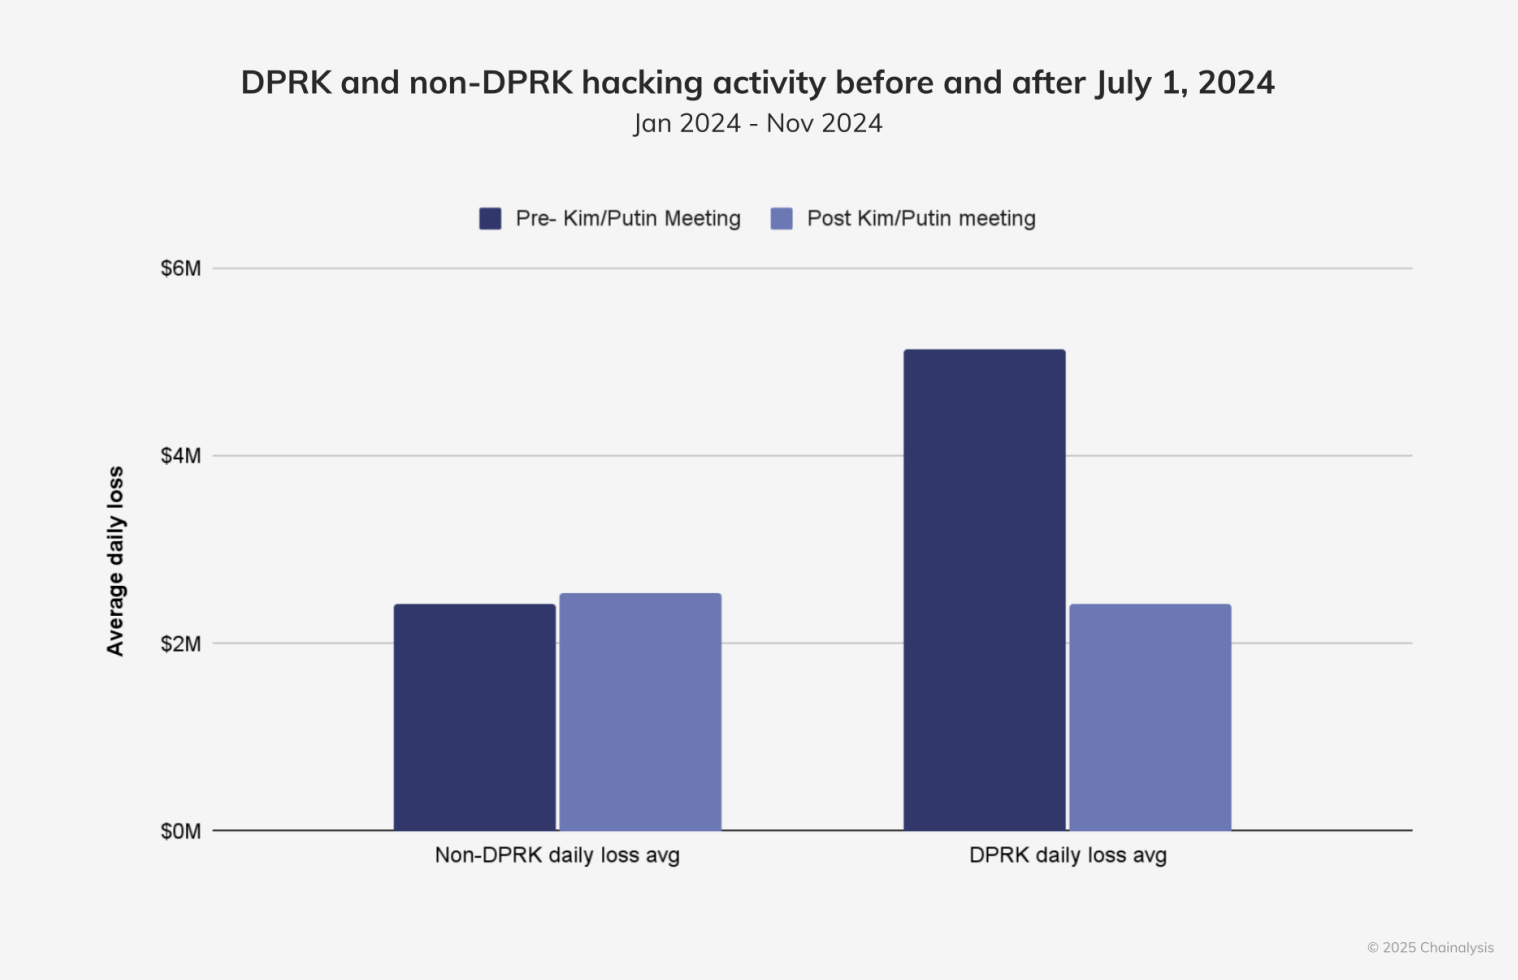 DPRK and non-DPRK hacking activity before and after July 1, 2024
Jan 2024 - Nov 2024
Pre- Kim/Putin Meeting
Post Kim/Putin meeting
$6M
$4M
$2M
$0M
Average daily loss
Non-DPRK daily loss avg
DPRK daily loss avg
© 2025 Chainalysis